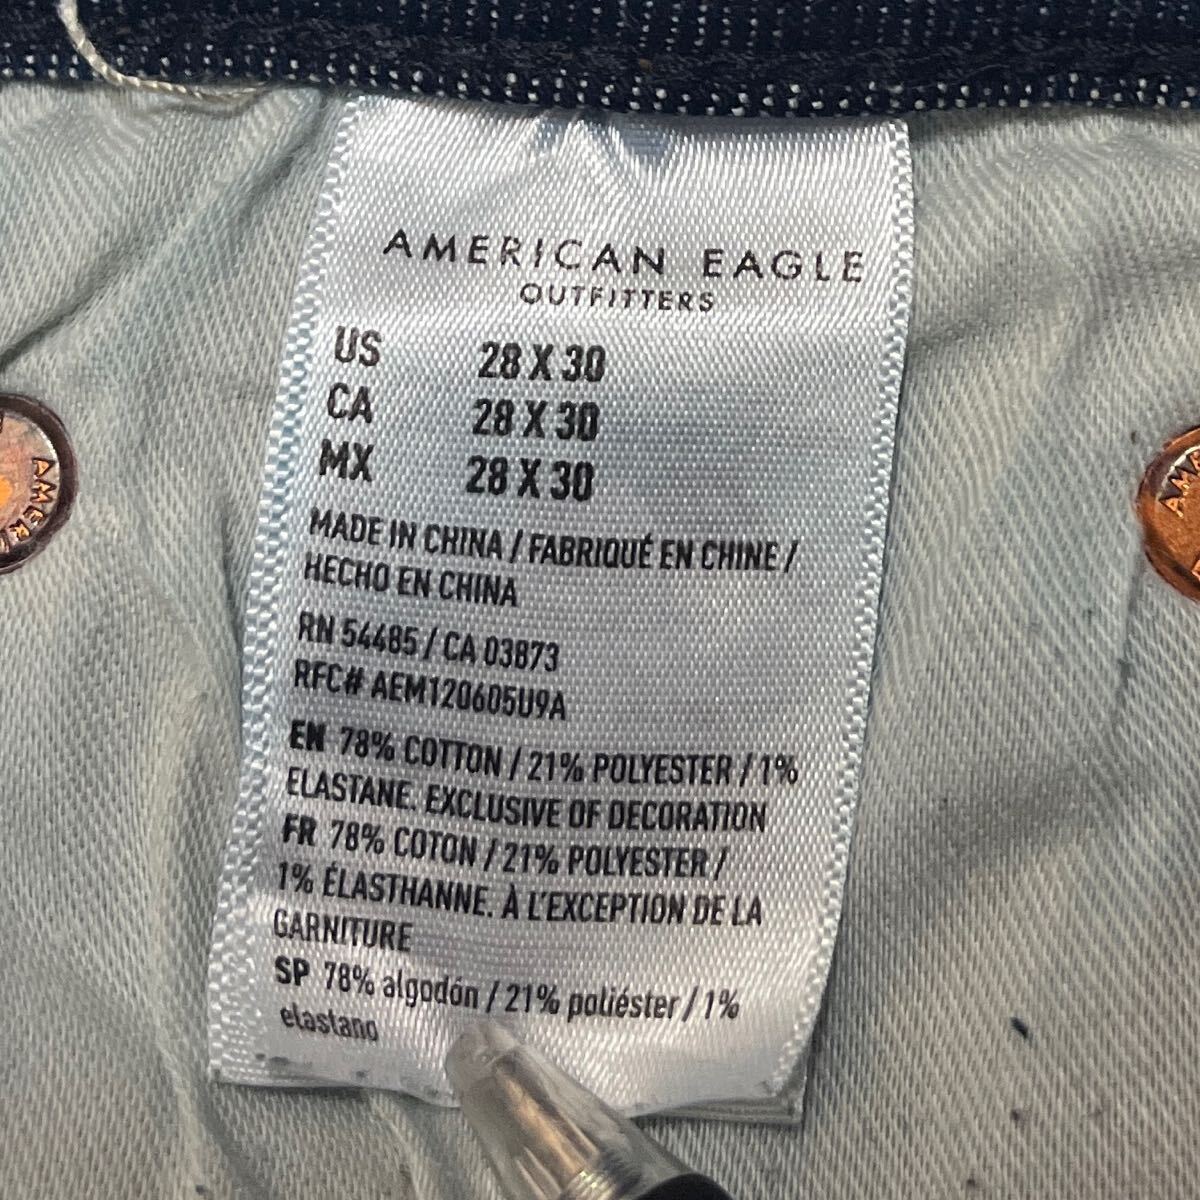 AMERICAN EAGLE
OUTFITTERS
US 28 X 30
CA 28 X 30
MX 28 X 30
MADE IN CHINA / FABRIQUÉ EN CHINE /
HECHO EN CHINA
RN 54485 / CA 03873
RFC# AEM120605U9A
EN 78% COTTON / 21% POLYESTER / 1%
ELASTANE. EXCLUSIVE OF DECORATION
FR 78% COTON / 21% POLYESTER /
1% ÉLASTHANNE. À L'EXCEPTION DE LA
GARNITURE
SP 78% algodón / 21% poliéster / 1%
elastano